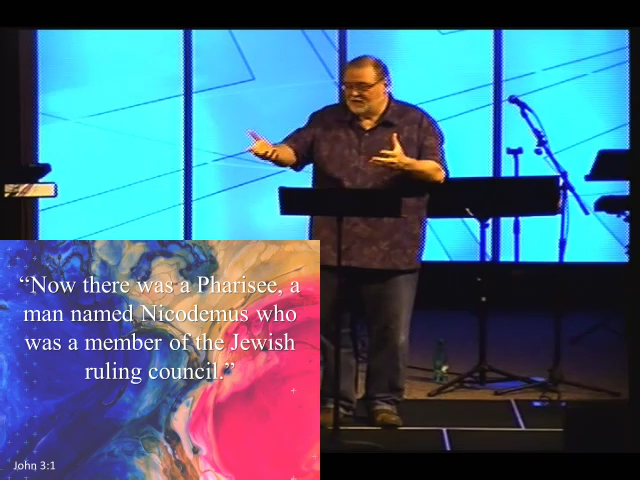 “Now there was a Pharisee, a
man named Nicodemus who
was a member of the Jewish
ruling council.”
John 3:1